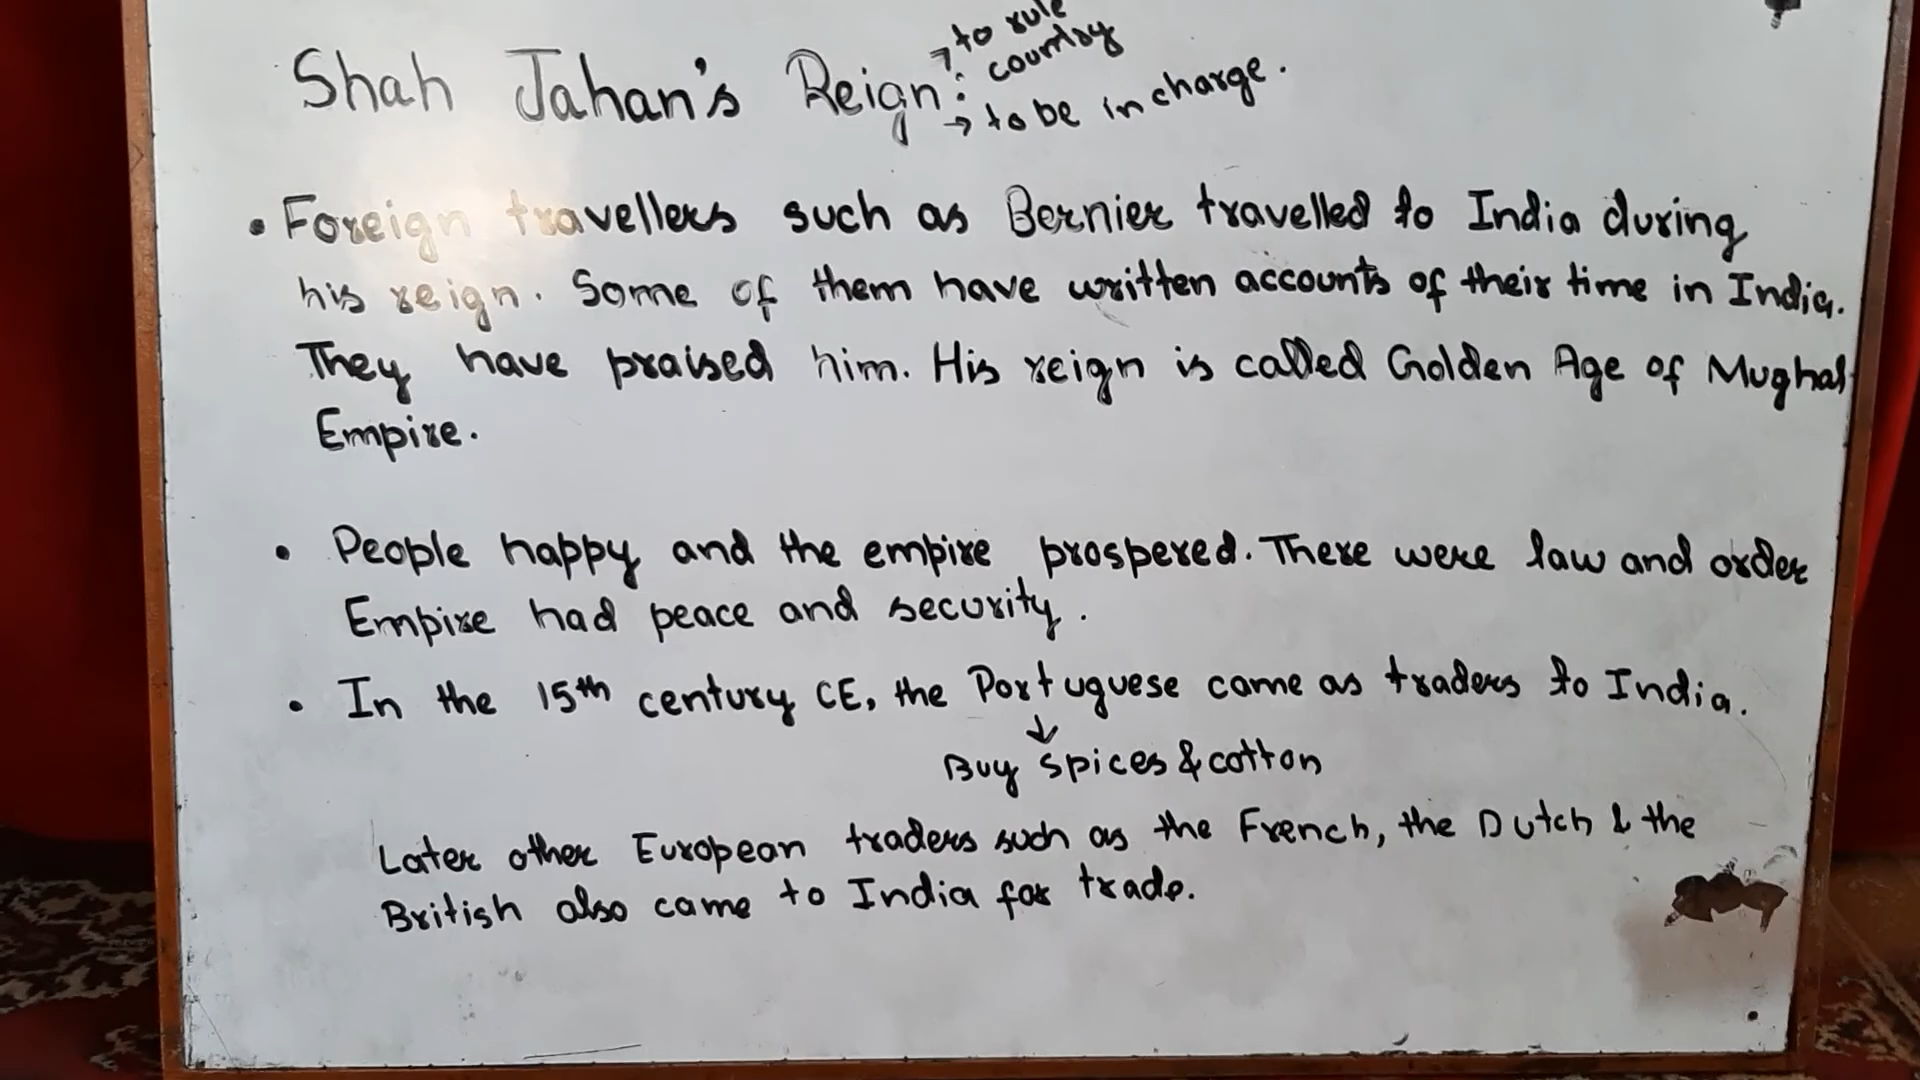 Shah Jahan's Reign : → to rule
country
→ to be in charge.
• Foreign travellers such as Bernier travelled to India during
his reign. Some of them have written accounts of their time in India.
They have praised him. His reign is called Golden Age of Mughal
Empire.
• People happy and the empire prospered. There were law and order
Empire had peace and security.
• In the 15th century CE, the Portuguese came as traders to India.
↓
Buy spices & cotton
Later other European traders such as the French, the Dutch & the
British also came to India for trade.